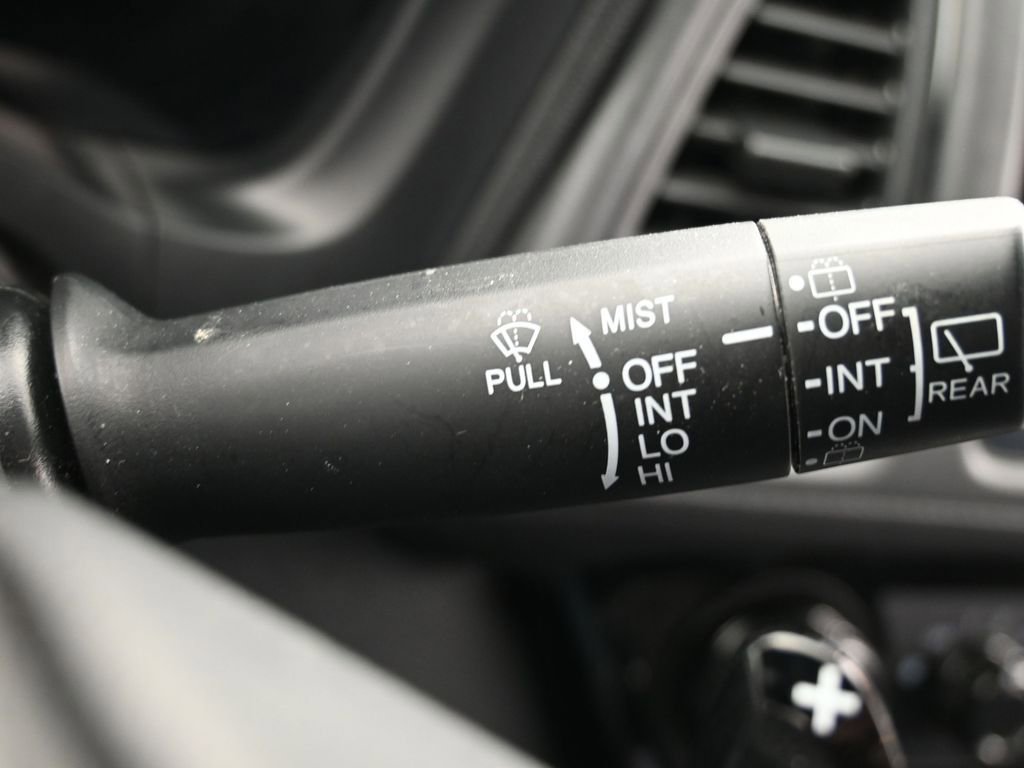 PULL
MIST
OFF
INT
LO
HI
-OFF
-INT
-ON
REAR